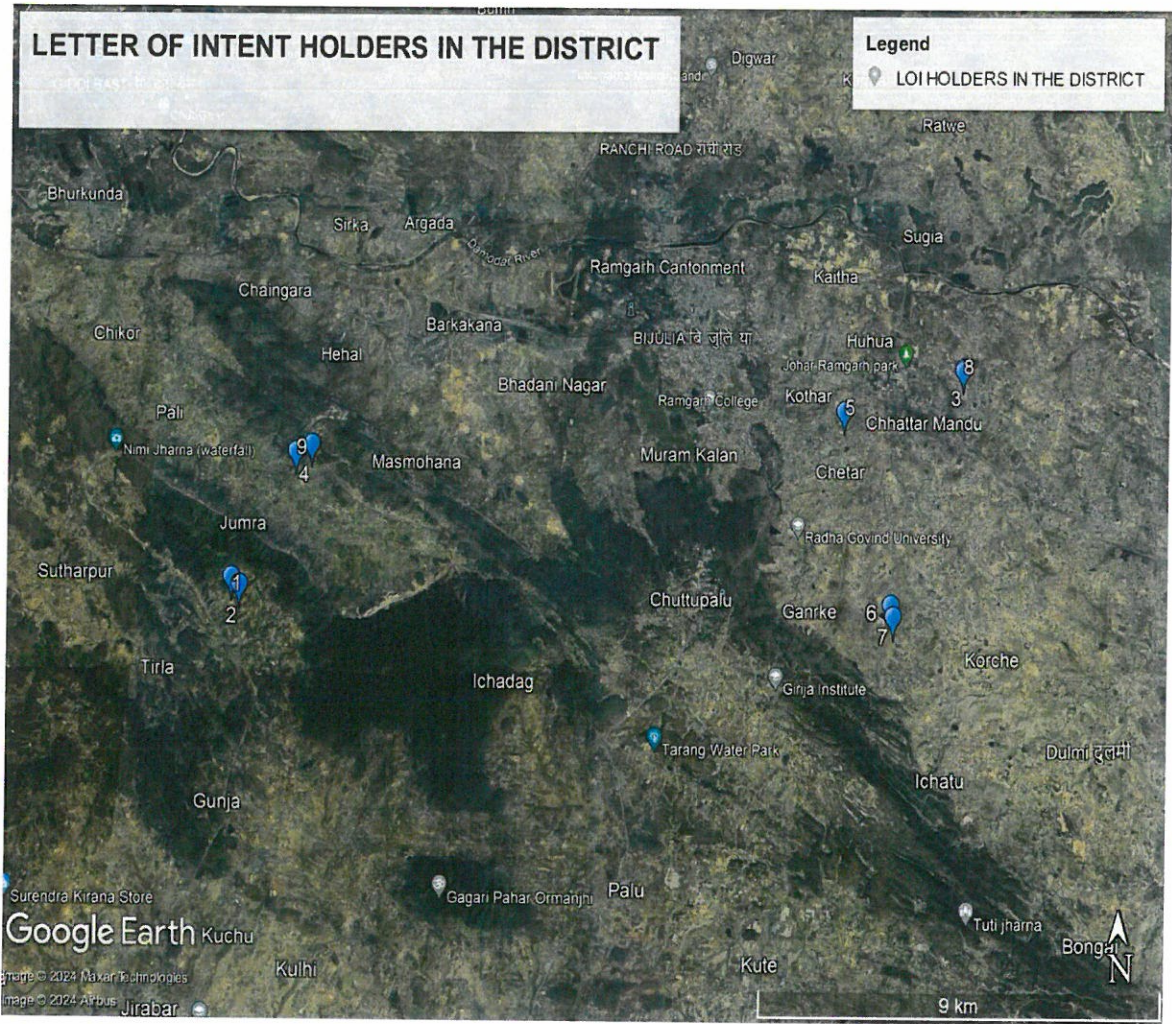 LETTER OF INTENT HOLDERS IN THE DISTRICT
Legend
LOI HOLDERS IN THE DISTRICT
Digwar
Ratwe
RANCHI ROAD रांची रोड
Bhurkunda
Sirka
Argada
Damodar River
Sugia
Ramgarh Cantonment
Kaitha
Chaingara
Barkakana
Chikor
BIJULIA बि जुलि या
Huhua
Hehal
Johar Ramgarh park
8
Bhadani Nagar
Ramgarh College
Kothar
3
Pali
5
Chhattar Mandu
Nimi Jharna (waterfall)
9
Masmohana
Muram Kalan
4
Chetar
Jumra
Radha Govind University
Sutharpur
1
2
Chuttupalu
Ganrke
6
7
Tirla
Korche
Ichadag
Girija Institute
Tarang Water Park
Dulmi दुलमी
Ichatu
Gunja
Surendra Kirana Store
Gagari Pahar Ormanjhi
Palu
Tuti jharna
Google Earth
Kuchu
Bongai
Kulhi
Kute
N
Image © 2024 Maxar Technologies
Image © 2024 Airbus
Jirabar
9 km